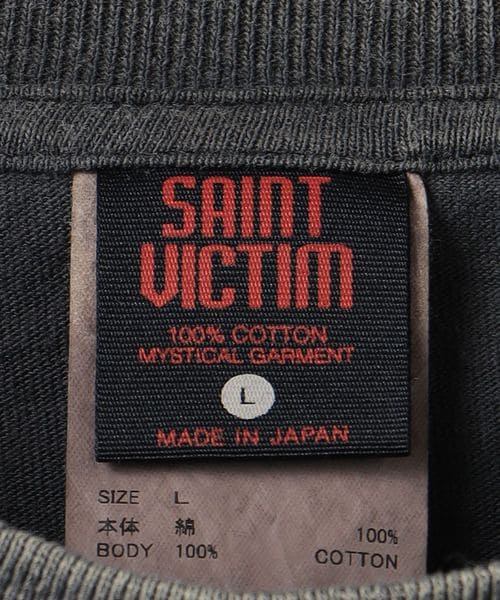 SAINT
VICTIM
100% COTTON
MYSTICAL GARMENT
L
MADE IN JAPAN
SIZE L
本体 綿
BODY 100%
100%
COTTON